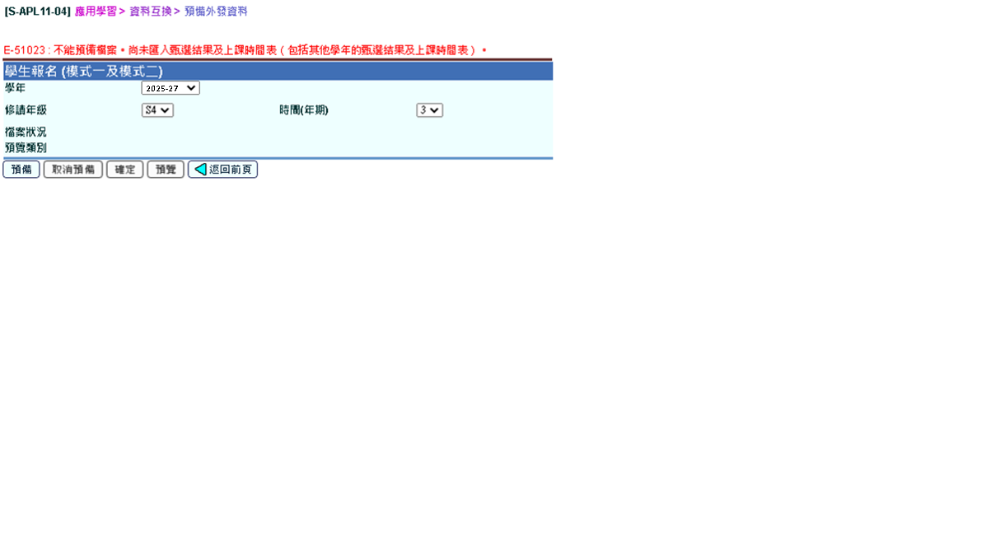 [S-APL11-04] 應用學習 > 資料互換 > 預備外發資料
E-51023 : 不能預備檔案。尚未匯入甄選結果及上課時間表 ( 包括其他學年的甄選結果及上課時間表 ) 。
學生報名 (模式一及模式二)
學年 2025-27
修讀年級 S4 時間(年期) 3
檔案狀況
預覽類別
預備 取消預備 確定 預覽 返回前頁